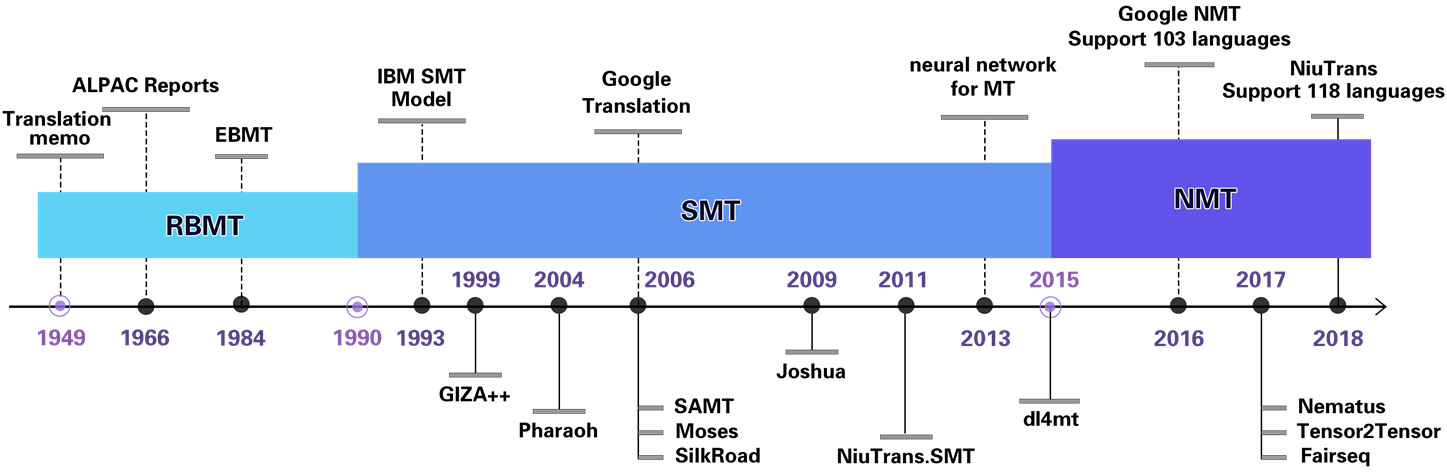 Google NMT
Support 103 languages
neural network
for MT
NiuTrans
Support 118 languages
IBM SMT
Model
Google
Translation
ALPAC Reports
Translation
memo
EBMT
RBMT
SMT
NMT
1999
2004
2006
2009
2011
2015
2017
1949
1966
1984
1990
1993
2013
2016
2018
GIZA++
Pharaoh
SAMT
Moses
SilkRoad
Joshua
NiuTrans.SMT
dl4mt
Nematus
Tensor2Tensor
Fairseq